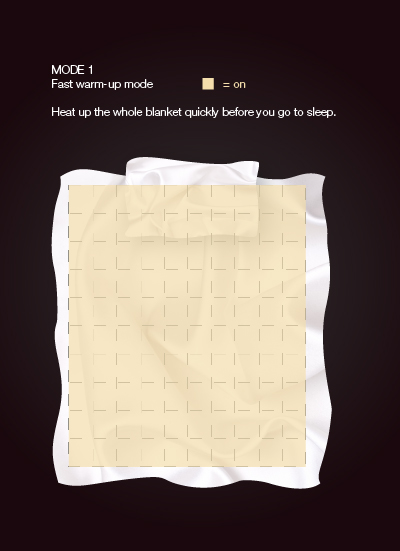 MODE 1
Fast warm-up mode = on
Heat up the whole blanket quickly before you go to sleep.